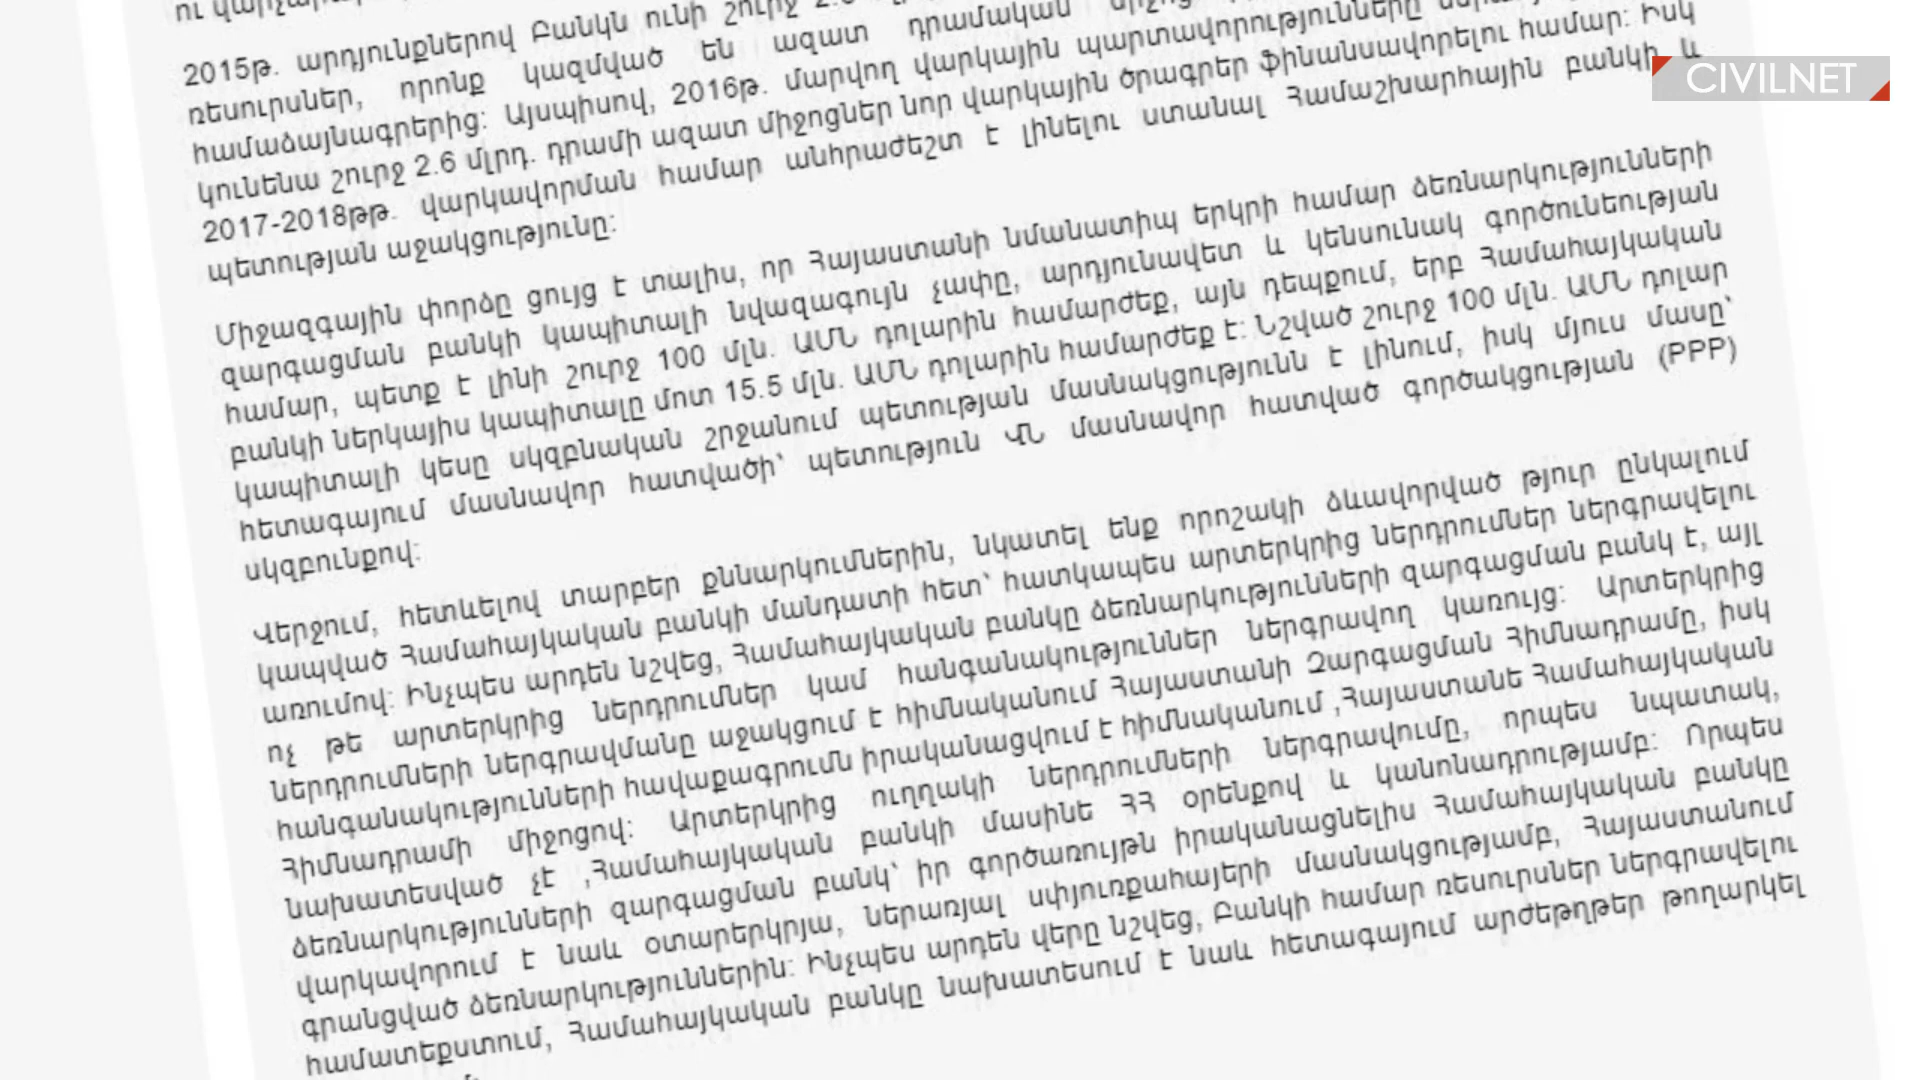 2015թ. արդյունքներով Բանկն ունի շուրջ
ռեսուրսներ, որոնք կազմված են ազատ դրամական
համաձայնագրերից: Այսպիսով, 2016թ. մարվող վարկային պարտավորությունները
կունենա շուրջ 2.6 մլրդ. դրամի ազատ միջոցներ նոր վարկային ծրագրեր ֆինանսավորելու համար: Իսկ
2017-2018թթ. վարկավորման համար անհրաժեշտ է լինելու ստանալ Համաշխարհային բանկի և
պետության աջակցությունը:
Միջազգային փորձը ցույց է տալիս, որ Հայաստանի նմանատիպ երկրի համար ձեռնարկությունների
զարգացման բանկի կապիտալի նվազագույն չափը, արդյունավետ և կենսունակ գործունեության
համար, պետք է լինի շուրջ 100 մլն. ԱՄՆ դոլարին համարժեք, այն դեպքում, երբ Համահայկական
բանկի ներկայիս կապիտալը մոտ 15.5 մլն. ԱՄՆ դոլարին համարժեք է: Նշված շուրջ 100 մլն. ԱՄՆ դոլար
կապիտալի կեսը սկզբնական շրջանում պետության մասնակցությունն է լինում, իսկ մյուս մասը՝
հետագայում մասնավոր հատվածի՝ պետություն ՎՆ մասնավոր հատված գործակցության (PPP)
սկզբունքով:
Վերջում, հետևելով տարբեր քննարկումներին, նկատել ենք որոշակի ձևավորված թյուր ընկալում
կապված Համահայկական բանկի մանդատի հետ՝ հատկապես արտերկրից ներդրումներ ներգրավելու
առումով: Ինչպես արդեն նշվեց, Համահայկական բանկը ձեռնարկությունների զարգացման բանկ է, այլ
ոչ թե արտերկրից ներդրումներ կամ հանգանակություններ ներգրավող կառույց: Արտերկրից
ներդրումների ներգրավմանը աջակցում է հիմնականում Հայաստանի Զարգացման Հիմնադրամը, իսկ
հանգանակությունների հավաքագրումն իրականացվում է հիմնականում ,Հայաստանե Համահայկական
Հիմնադրամի միջոցով: Արտերկրից ուղղակի ներդրումների ներգրավումը, որպես նպատակ,
նախատեսված չէ ,Համահայկական բանկի մասինե ՀՀ օրենքով և կանոնադրությամբ: Որպես
ձեռնարկությունների զարգացման բանկ՝ իր գործառույթն իրականացնելիս Համահայկական բանկը
վարկավորում է նաև օտարերկրյա, ներառյալ սփյուռքահայերի մասնակցությամբ, Հայաստանում
գրանցված ձեռնարկություններին: Ինչպես արդեն վերը նշվեց, Բանկի համար ռեսուրսներ ներգրավելու
համատեքստում, Համահայկական բանկը նախատեսում է նաև հետագայում արժեթղթեր թողարկել
CIVILNET